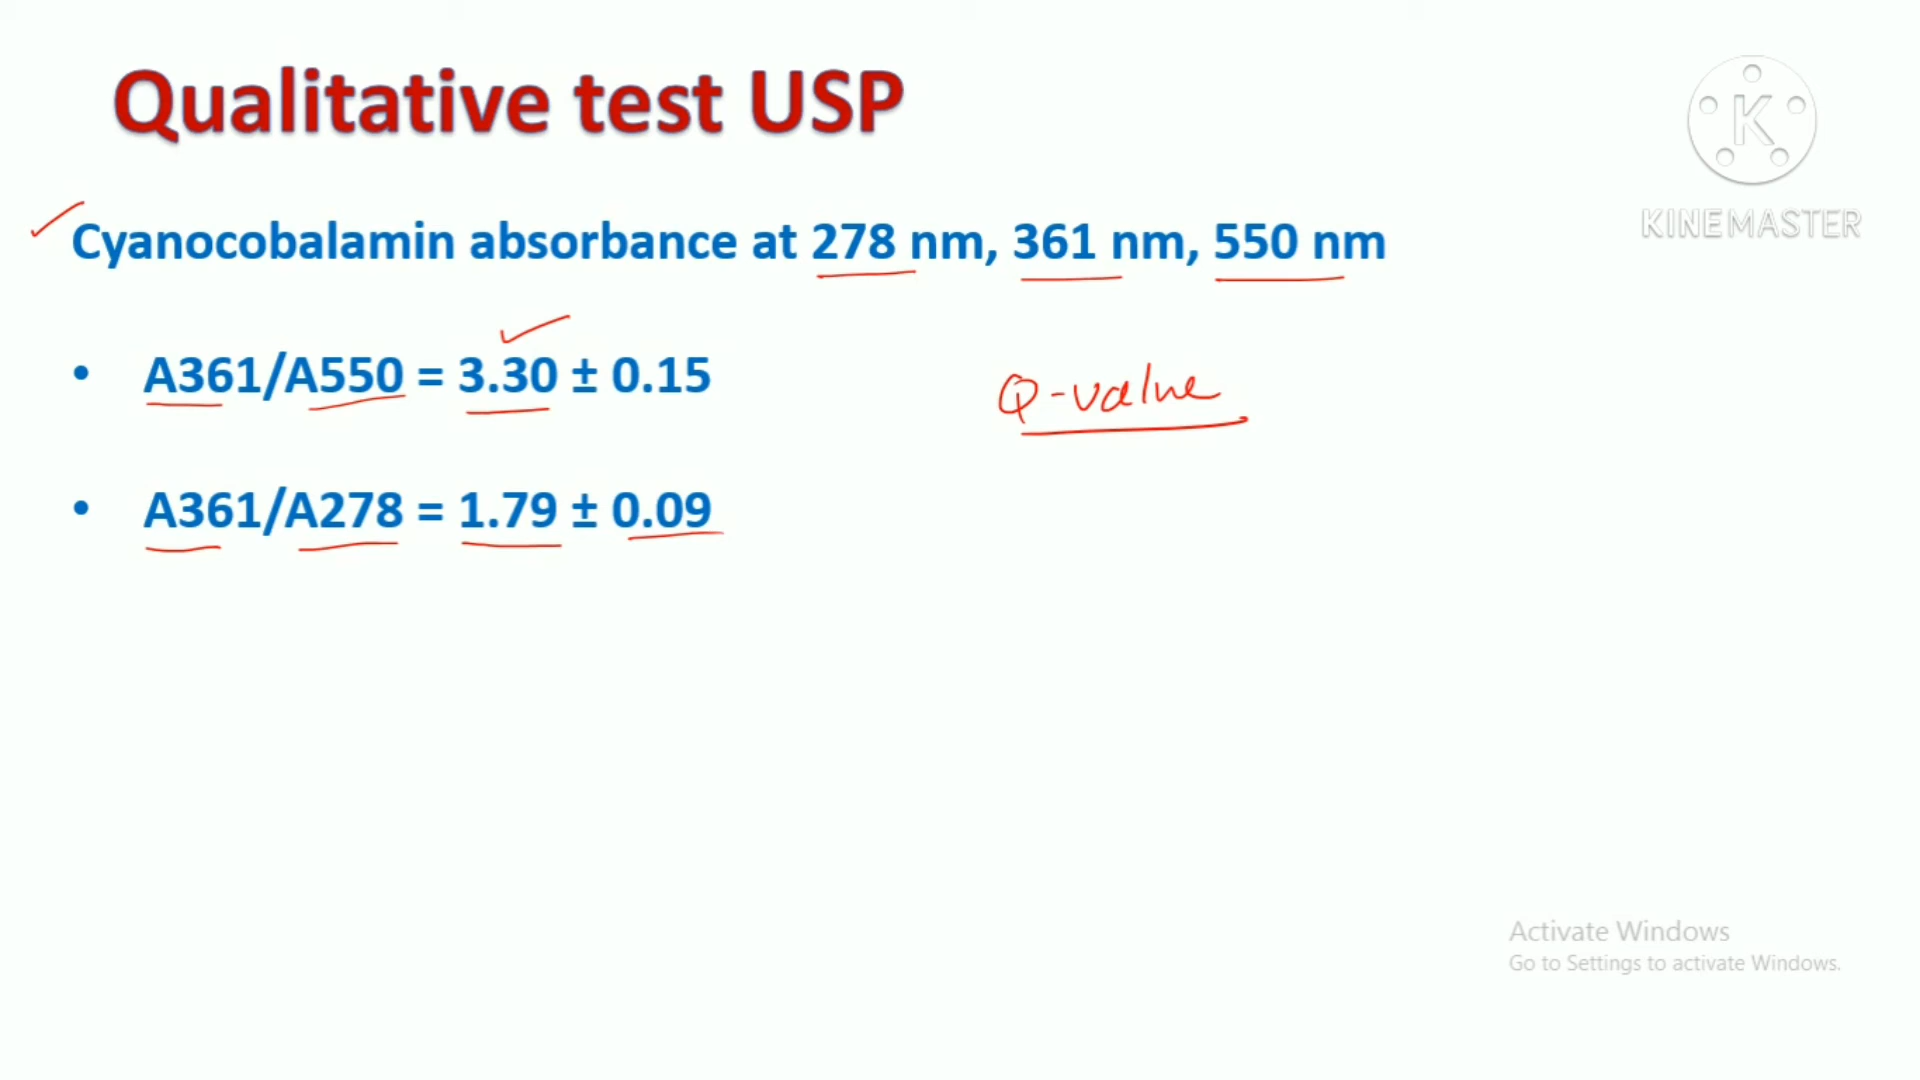 Qualitative test USP
K
KINEMASTER
Cyanocobalamin absorbance at 278 nm, 361 nm, 550 nm
• A361/A550 = 3.30 ± 0.15
Q-value
• A361/A278 = 1.79 ± 0.09
Activate Windows
Go to Settings to activate Windows.